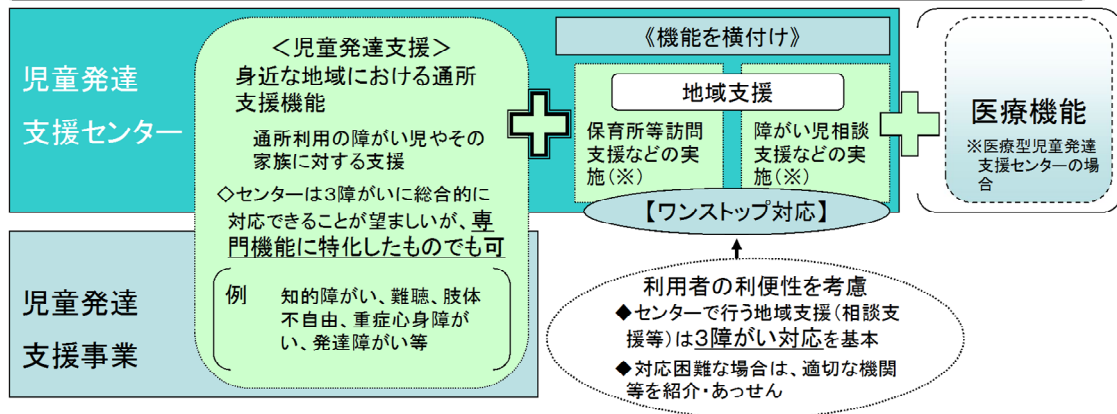 児童発達
支援センター
＜児童発達支援＞
身近な地域における通所
支援機能
通所利用の障がい児やその
家族に対する支援
◇センターは3障がいに総合的に
対応できることが望ましいが、専
門機能に特化したものでも可
例 知的障がい、難聴、肢体
不自由、重症心身障が
い、発達障がい等
《機能を横付け》
地域支援
保育所等訪問
支援などの実
施(※)
障がい児相談
支援などの実
施(※)
【ワンストップ対応】
医療機能
※医療型児童発達
支援センターの場
合
児童発達
支援事業
利用者の利便性を考慮
◆センターで行う地域支援(相談支
援等)は3障がい対応を基本
◆対応困難な場合は、適切な機関
等を紹介・あっせん